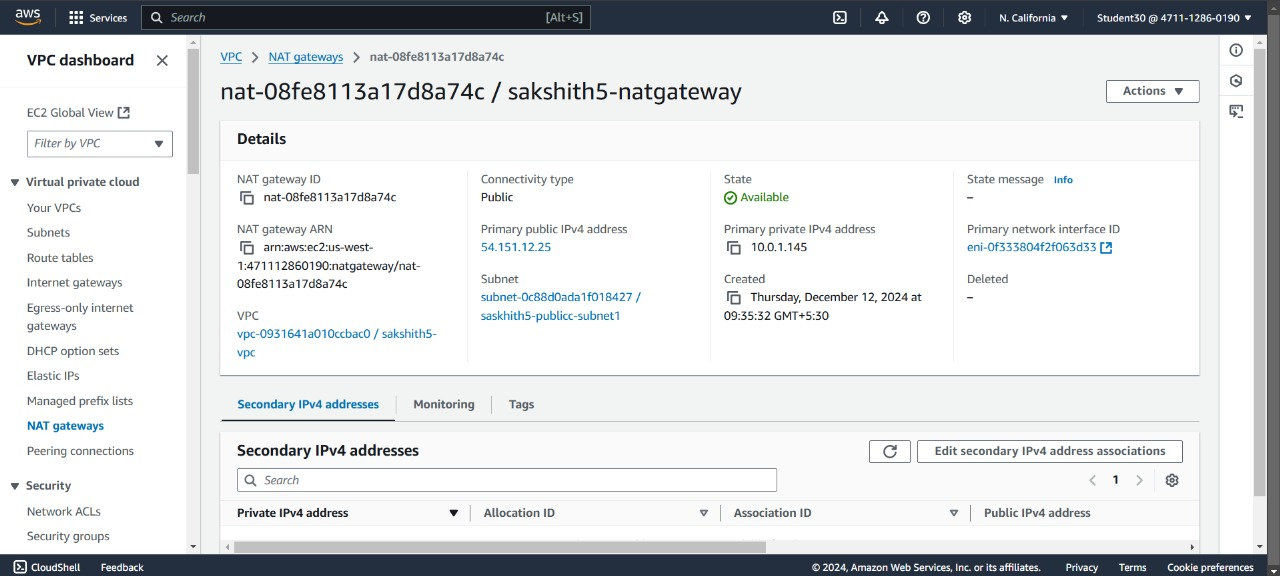 aws
Services
Search
[Alt+S]
N. California
Student30 @ 4711-1286-0190
VPC dashboard
EC2 Global View
Filter by VPC
Virtual private cloud
Your VPCs
Subnets
Route tables
Internet gateways
Egress-only internet
gateways
DHCP option sets
Elastic IPs
Managed prefix lists
NAT gateways
Peering connections
Security
Network ACLs
Security groups
VPC
NAT gateways
nat-08fe8113a17d8a74c
nat-08fe8113a17d8a74c / sakshith5-natgateway
Actions
Details
NAT gateway ID
nat-08fe8113a17d8a74c
NAT gateway ARN
arn:aws:ec2:us-west-
1:471112860190:natgateway/nat-
08fe8113a17d8a74c
VPC
vpc-0931641a010ccbac0 / sakshith5-
vpc
Connectivity type
Public
Primary public IPv4 address
54.151.12.25
Subnet
subnet-0c88d0ada1f018427 /
saskhith5-publicc-subnet1
State
Available
Primary private IPv4 address
10.0.1.145
Created
Thursday, December 12, 2024 at
09:35:32 GMT+5:30
State message Info
–
Primary network interface ID
eni-0f333804f2f063d33
Deleted
–
Secondary IPv4 addresses
Monitoring
Tags
Secondary IPv4 addresses
Edit secondary IPv4 address associations
Search
1
Private IPv4 address
Allocation ID
Association ID
Public IPv4 address
CloudShell
Feedback
© 2024, Amazon Web Services, Inc. or its affiliates.
Privacy
Terms
Cookie preferences